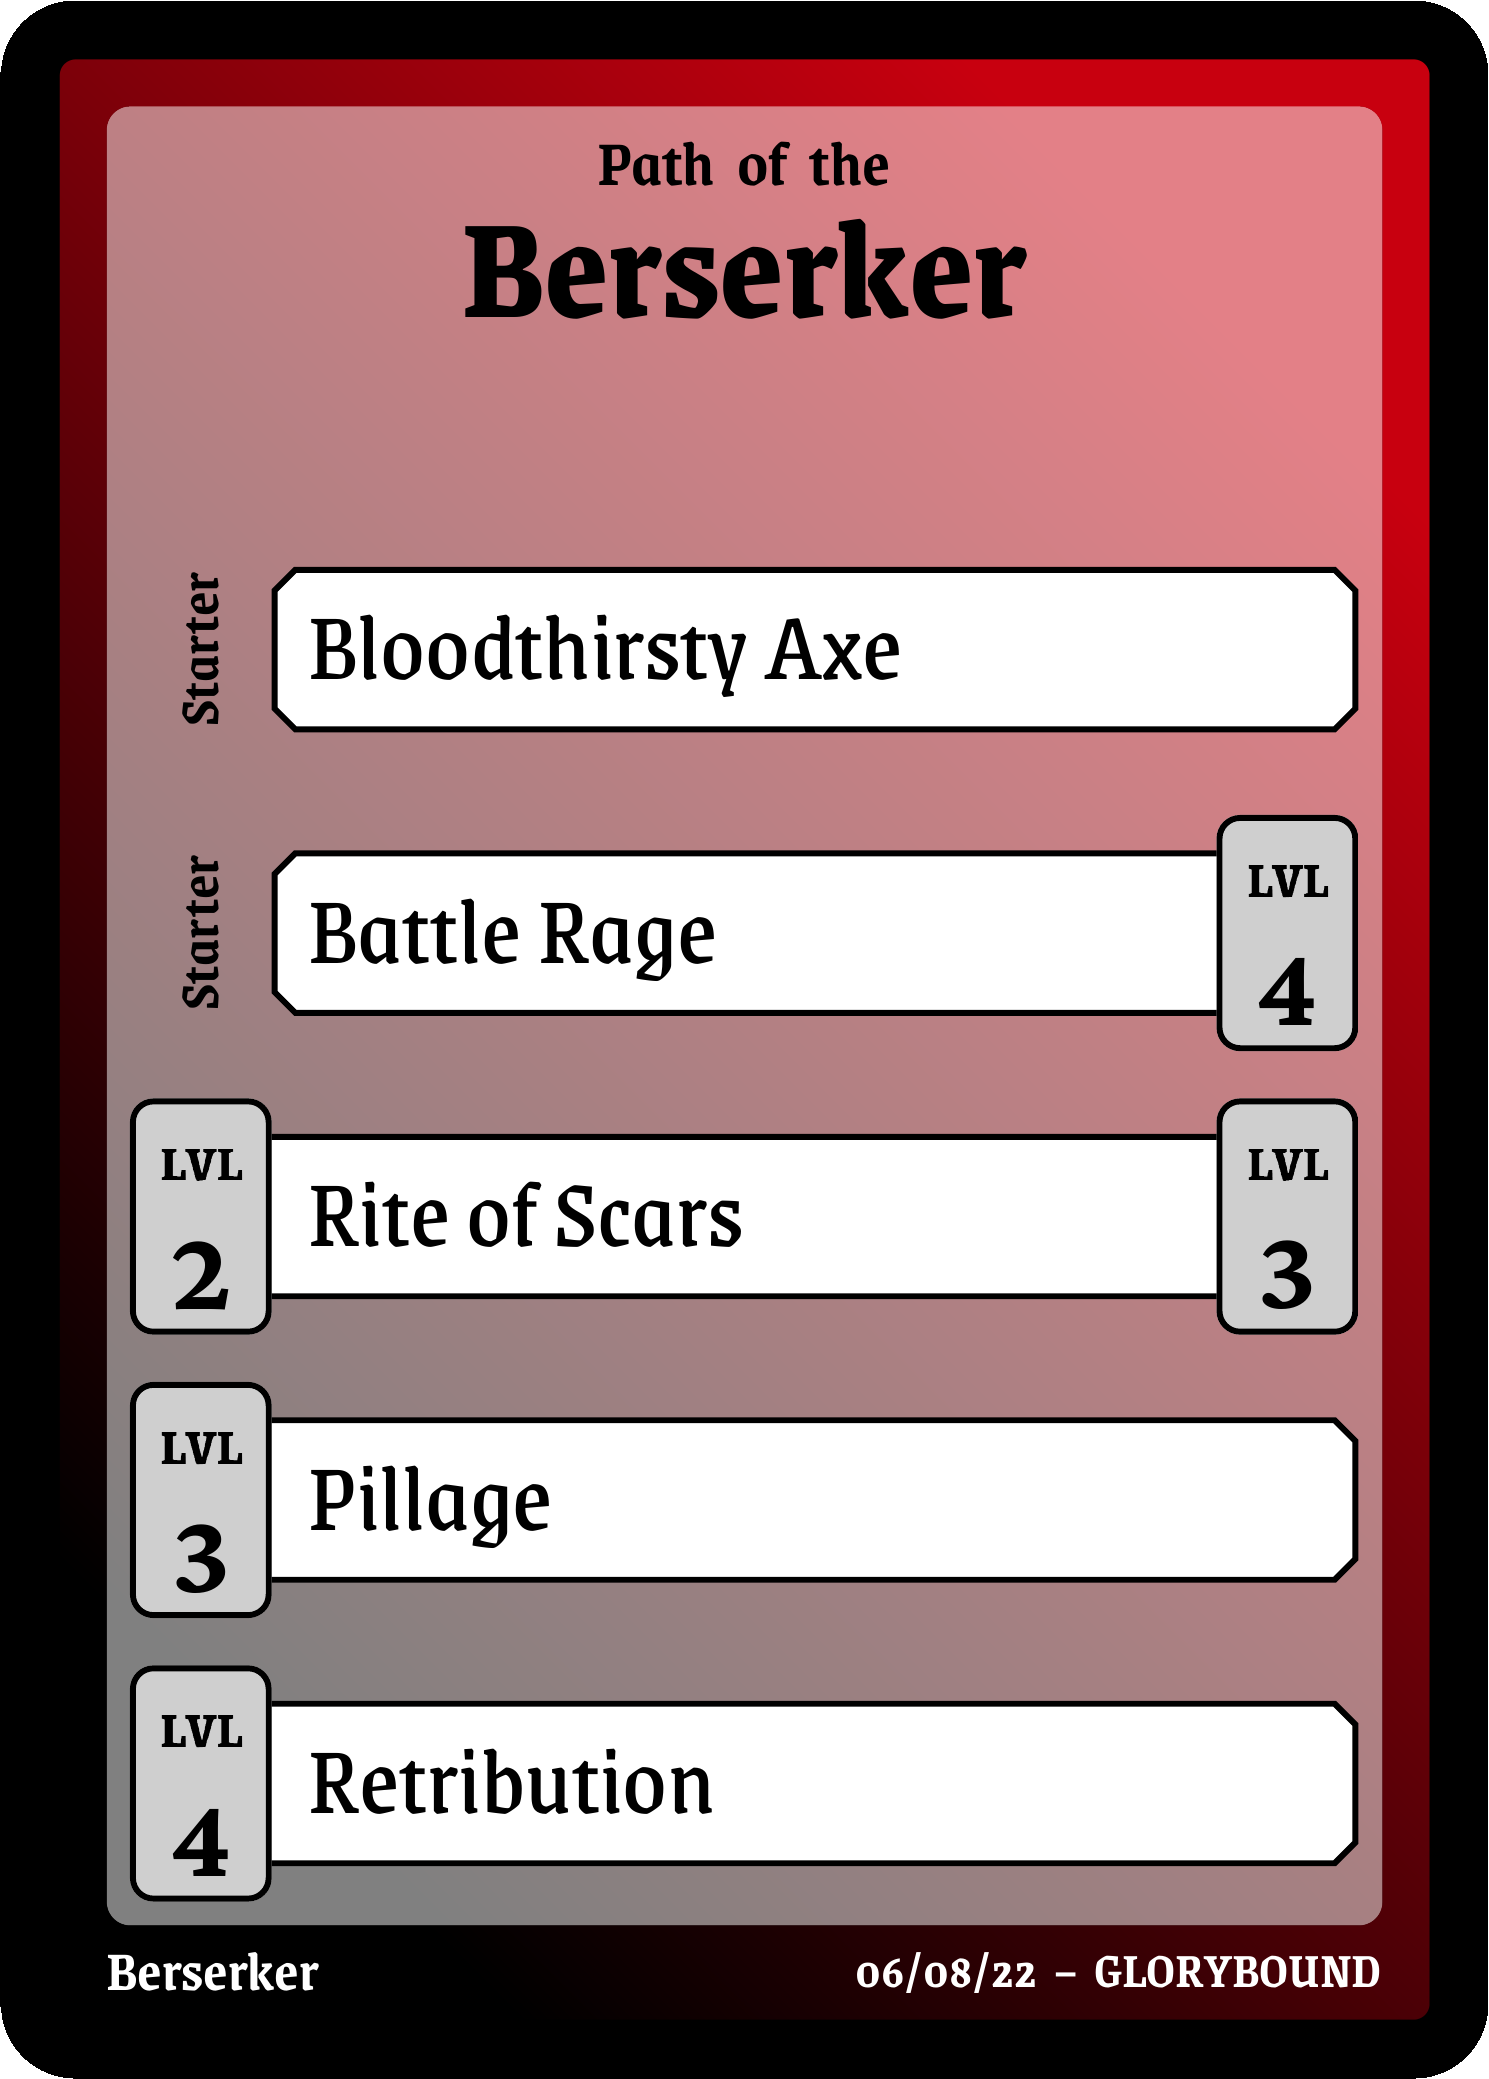 Path of the
Berserker
Starter
Bloodthirsty Axe
Starter
Battle Rage
LVL
4
LVL
2
Rite of Scars
LVL
3
LVL
3
Pillage
LVL
4
Retribution
Berserker
06/08/22 – GLORYBOUND